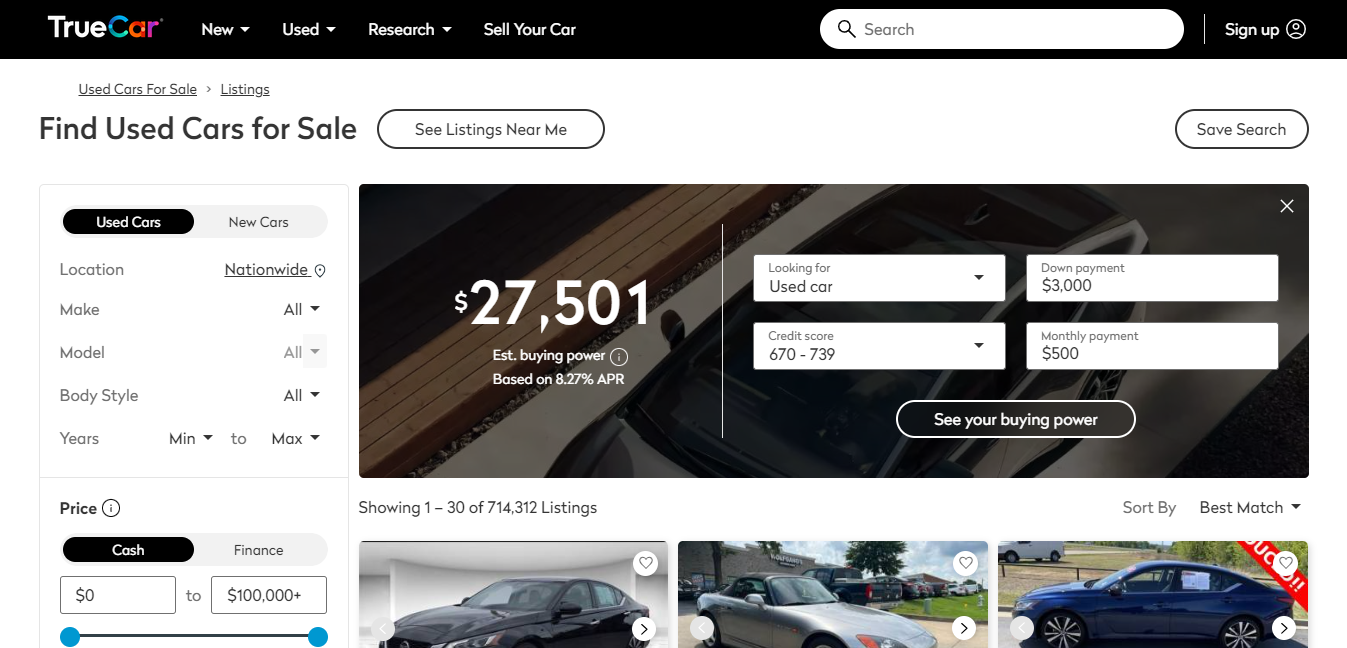 TrueCar
New
Used
Research
Sell Your Car
Search
Sign up
Used Cars For Sale › Listings
Find Used Cars for Sale
See Listings Near Me
Save Search
Used Cars
New Cars
Location
Nationwide
Make
All
Model
All
Body Style
All
Years
Min
to
Max
Price
Cash
Finance
$0
to
$100,000+
$27,501
Est. buying power
Based on 8.27% APR
Looking for
Used car
Down payment
$3,000
Credit score
670 - 739
Monthly payment
$500
See your buying power
Showing 1 – 30 of 714,312 Listings
Sort By
Best Match